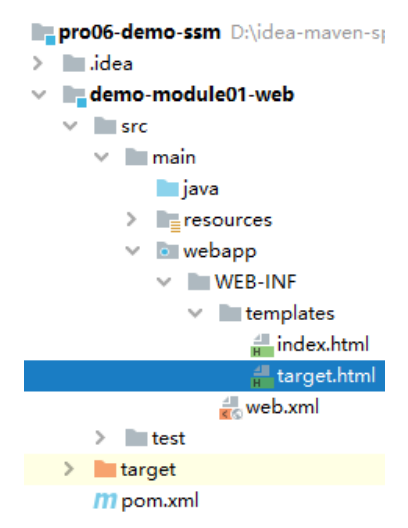 pro06-demo-ssm D:\idea-maven-sp
.idea
demo-module01-web
src
main
java
resources
webapp
WEB-INF
templates
index.html
target.html
web.xml
test
target
pom.xml